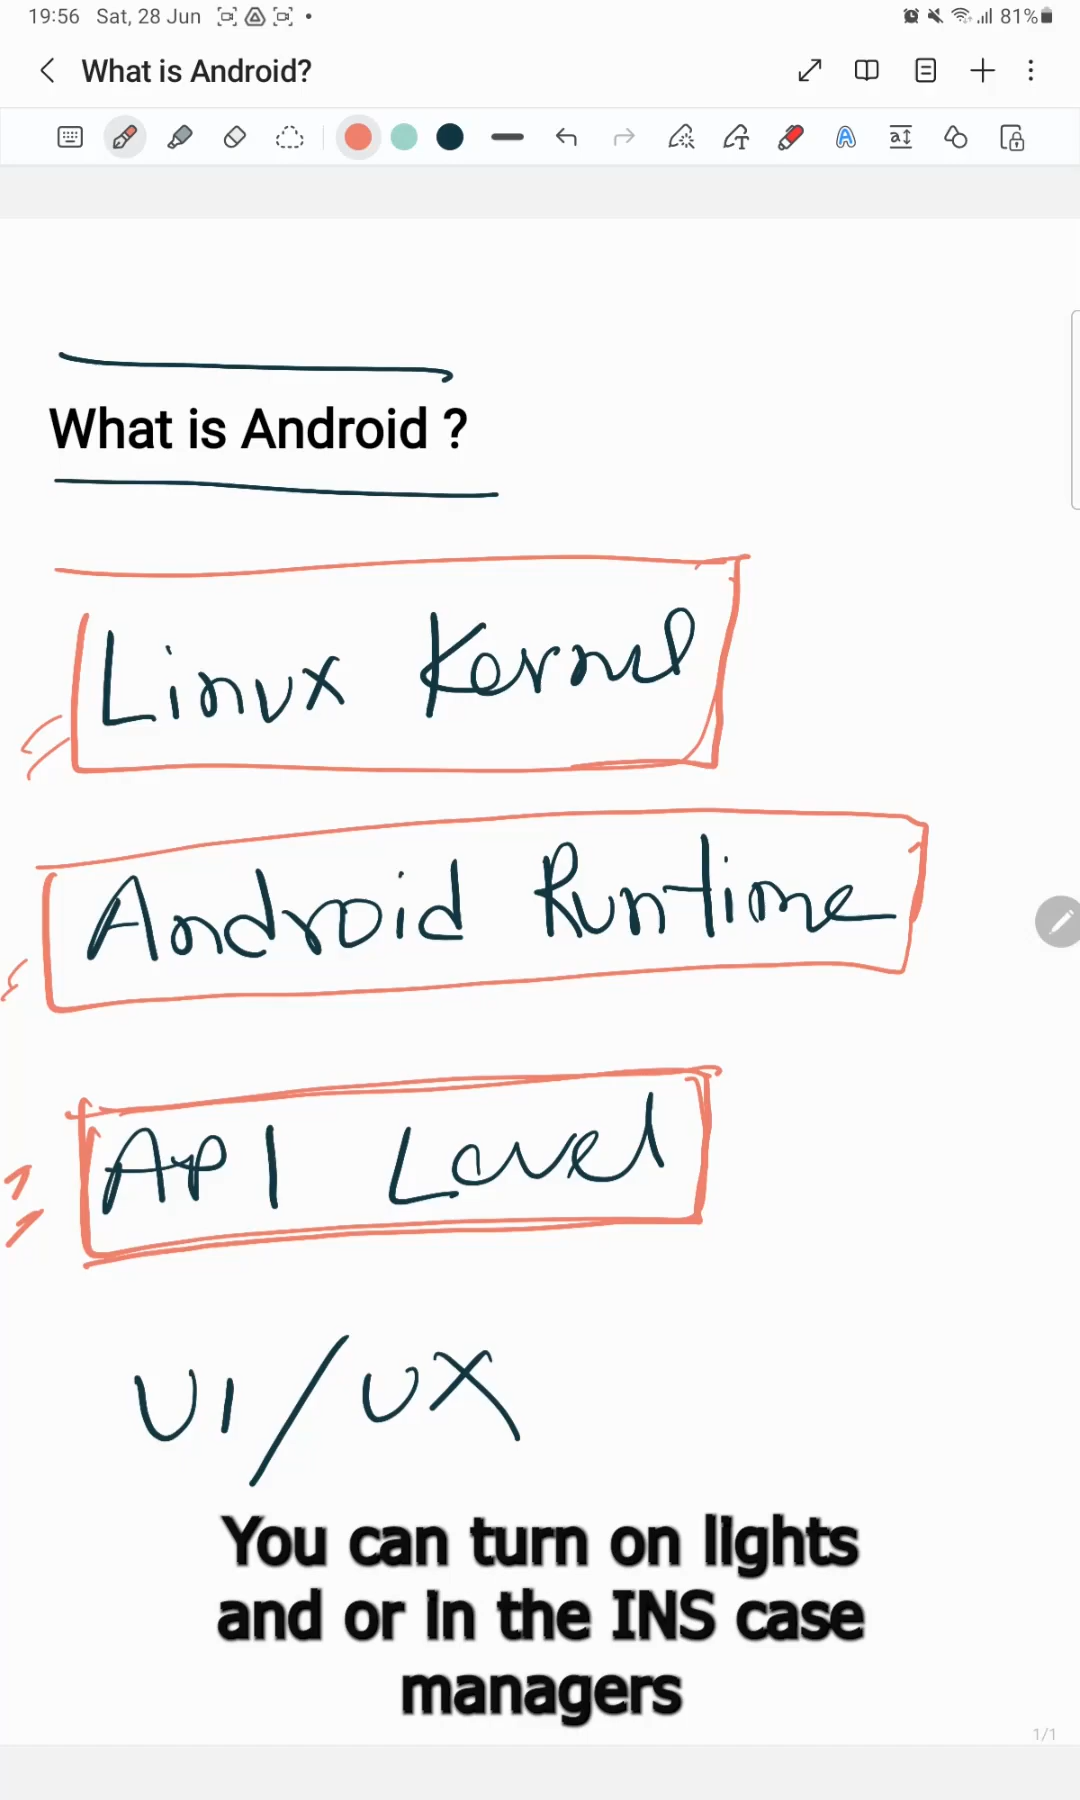 19:56 Sat, 28 Jun
81%
What is Android?
What is Android ?
Linux Kernel
Android Runtime
API Level
UI/UX
You can turn on lights
and or in the INS case
managers
1/1